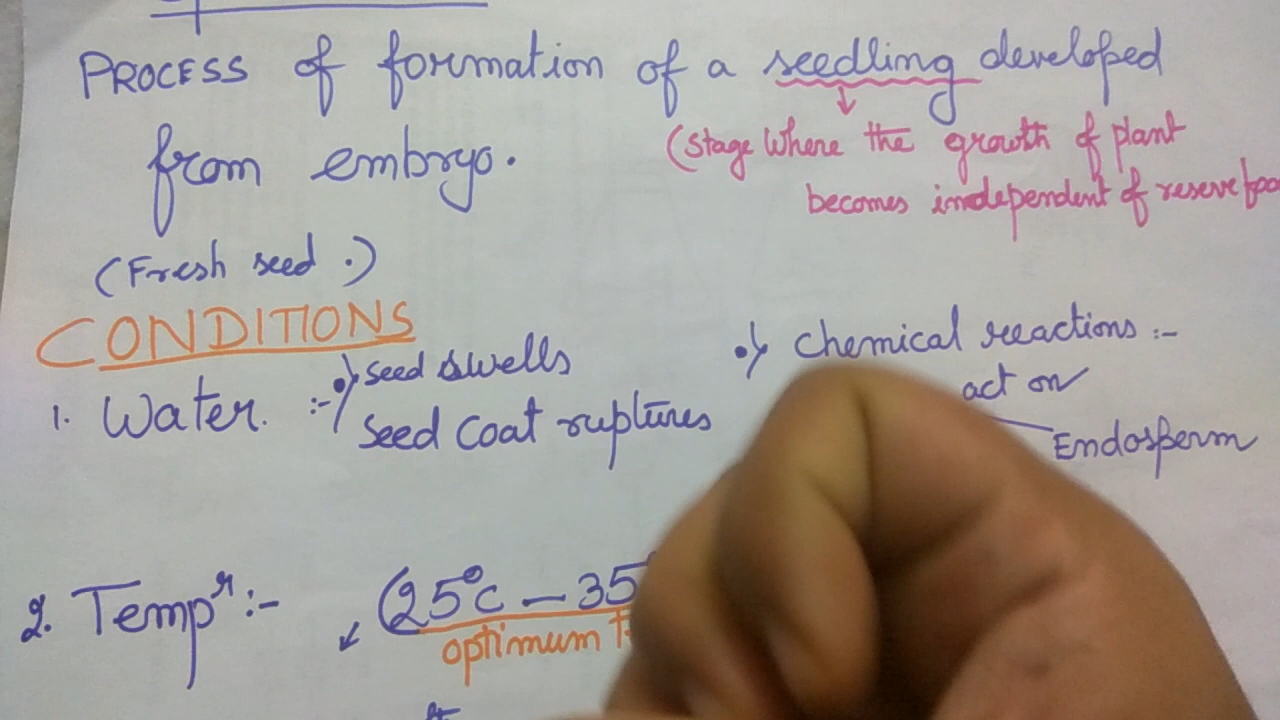 PROCESS of formation of a seedling developed
(stage where the growth of plant
from embryo.
becomes independent of reserve
(Fresh seed .)
CONDITIONS
1. Water. :- •) seed swells
seed coat ruptures
•) chemical reactions :-
act on
Endosperm
2. Tempr :- (25°c - 35°
optimum